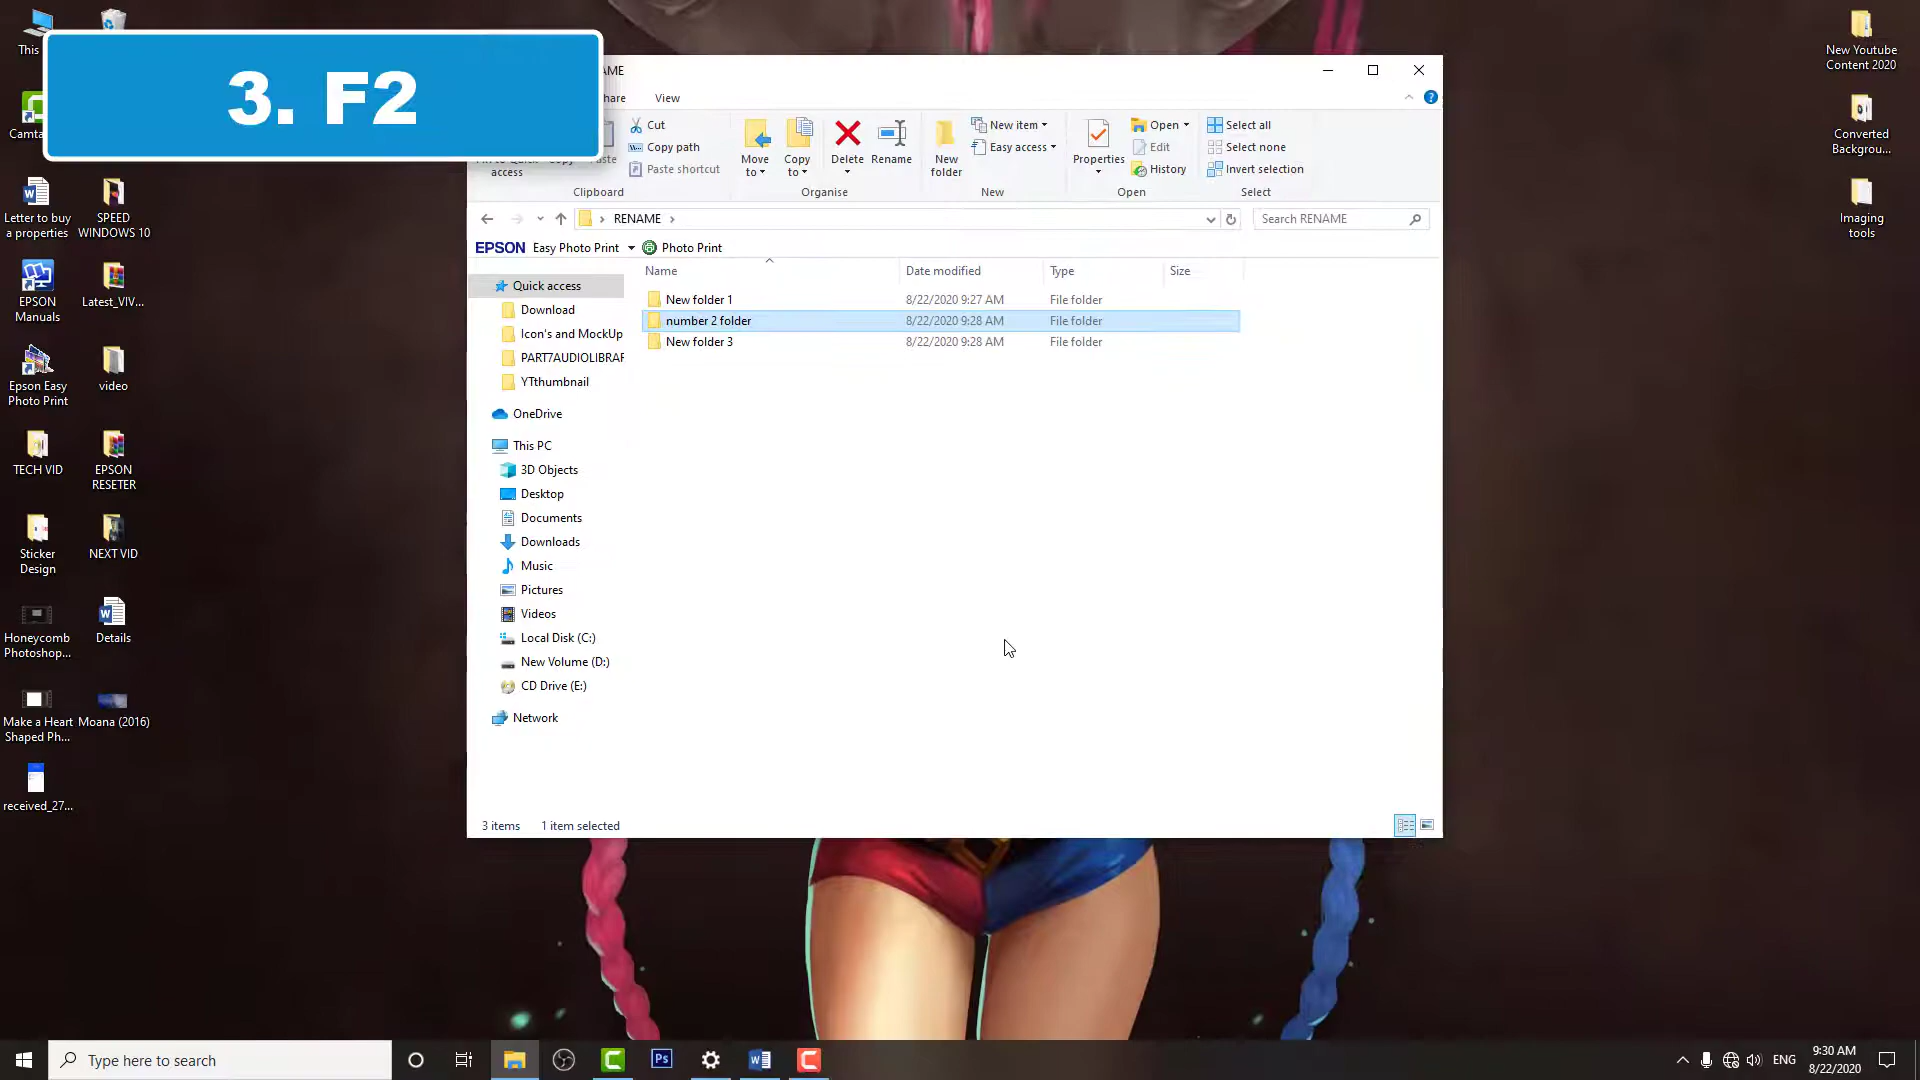 3. F2
This
Camta
Letter to buy
a properties
SPEED
WINDOWS 10
EPSON
Manuals
Latest_VIV...
Epson Easy
Photo Print
video
TECH VID
EPSON
RESETER
Sticker
Design
NEXT VID
Honeycomb
Photoshop...
Details
Make a Heart
Shaped Ph...
Moana (2016)
received_27...
AME
hare
View
access
Copy
Cut
Copy path
Paste shortcut
Clipboard
Move
to
Copy
to
Delete
Rename
Organise
New
folder
New item
Easy access
New
Properties
Open
Edit
History
Open
Select all
Select none
Invert selection
Select
RENAME
Search RENAME
EPSON Easy Photo Print Photo Print
Name Date modified Type Size
New folder 1 8/22/2020 9:27 AM File folder
number 2 folder 8/22/2020 9:28 AM File folder
New folder 3 8/22/2020 9:28 AM File folder
Quick access
Download
Icon's and MockUp
PART7AUDIOLIBRAF
YTthumbnail
OneDrive
This PC
3D Objects
Desktop
Documents
Downloads
Music
Pictures
Videos
Local Disk (C:)
New Volume (D:)
CD Drive (E:)
Network
3 items 1 item selected
New Youtube
Content 2020
Converted
Backgrou...
Imaging
tools
Type here to search
Ps
ENG
9:30 AM
8/22/2020